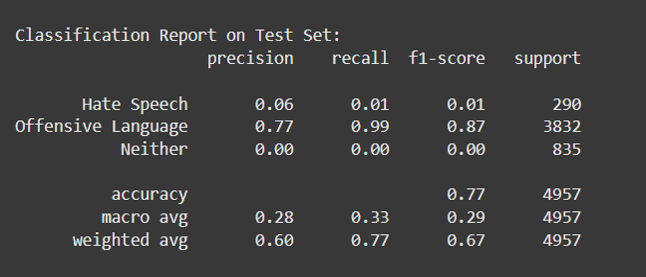 Classification Report on Test Set:
precision recall f1-score support
Hate Speech 0.06 0.01 0.01 290
Offensive Language 0.77 0.99 0.87 3832
Neither 0.00 0.00 0.00 835
accuracy 0.77 4957
macro avg 0.28 0.33 0.29 4957
weighted avg 0.60 0.77 0.67 4957